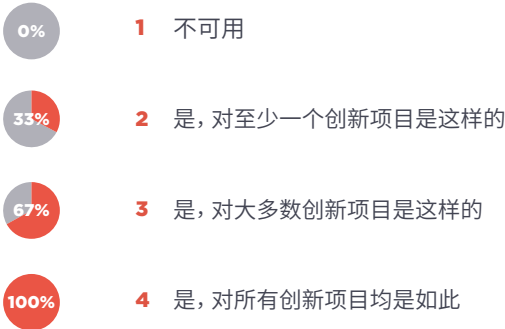 0% 1 不可用
33% 2 是，对至少一个创新项目是这样的
67% 3 是，对大多数创新项目是这样的
100% 4 是，对所有创新项目均是如此